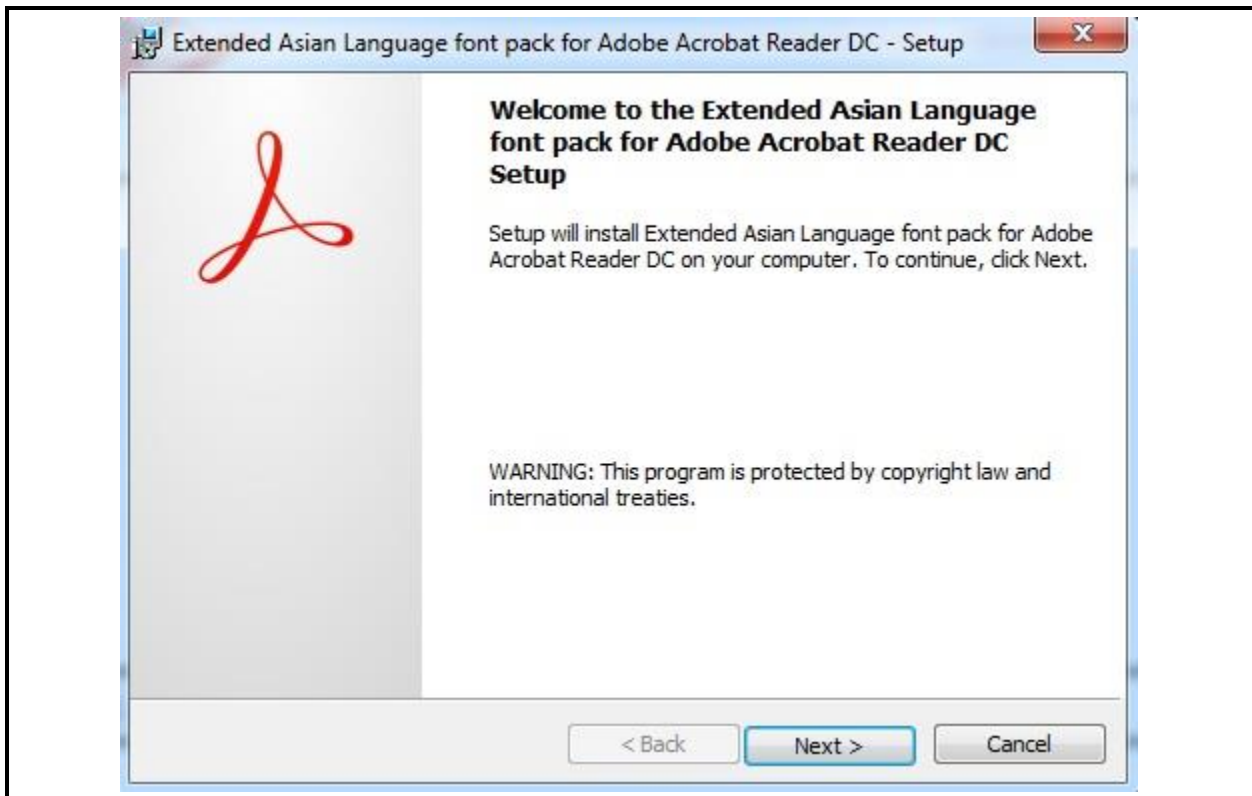 Extended Asian Language font pack for Adobe Acrobat Reader DC - Setup
Welcome to the Extended Asian Language
font pack for Adobe Acrobat Reader DC
Setup
Setup will install Extended Asian Language font pack for Adobe
Acrobat Reader DC on your computer. To continue, click Next.
WARNING: This program is protected by copyright law and
international treaties.
< Back Next > Cancel